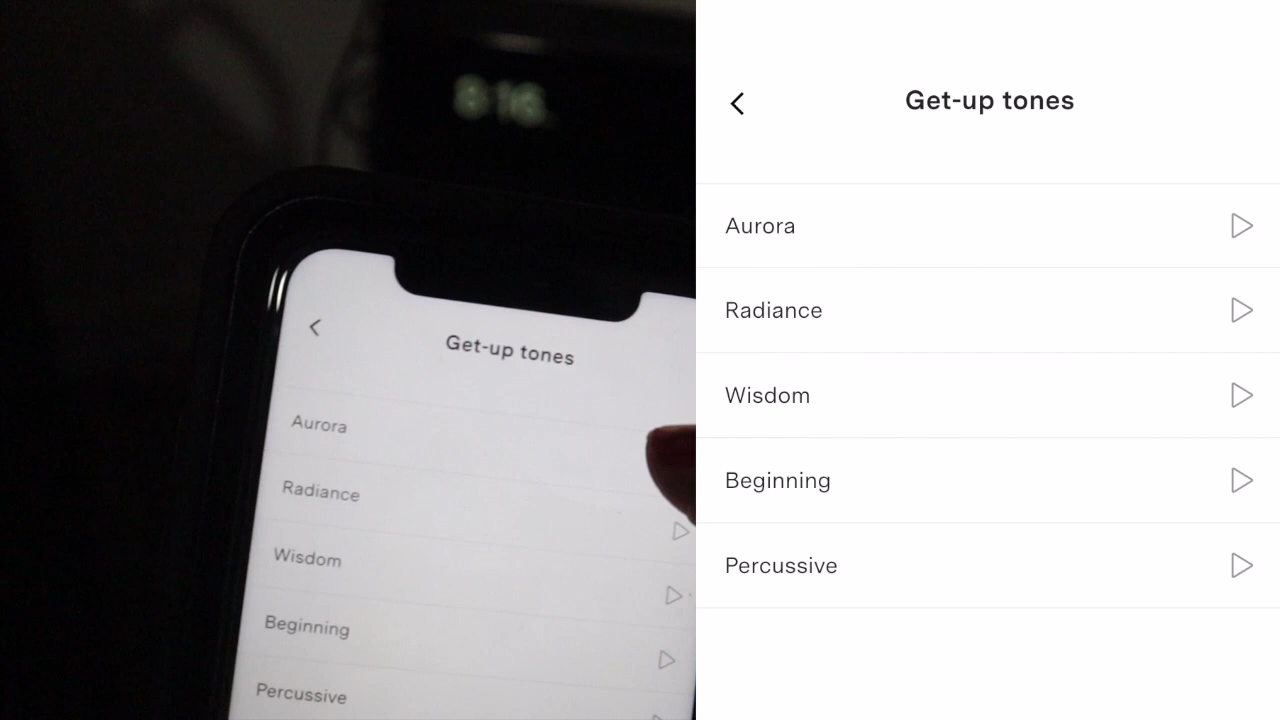 8:16
Get-up tones
Aurora
Radiance
Wisdom
Beginning
Percussive
Get-up tones
Aurora
Radiance
Wisdom
Beginning
Percussive